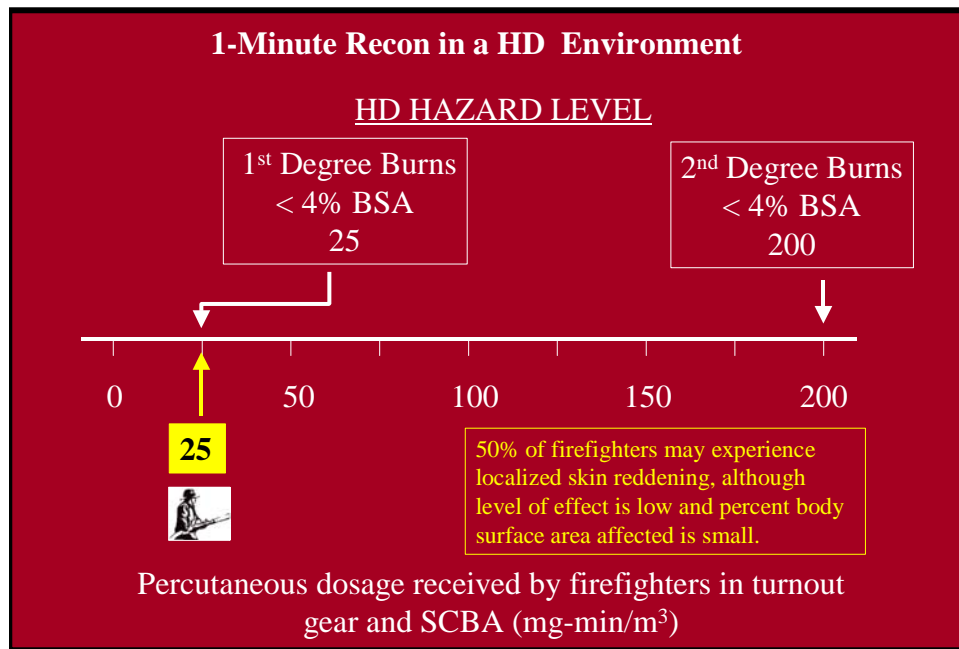 1-Minute Recon in a HD Environment
HD HAZARD LEVEL
1st Degree Burns
< 4% BSA
25
2nd Degree Burns
< 4% BSA
200
0
50
100
150
200
25
50% of firefighters may experience
localized skin reddening, although
level of effect is low and percent body
surface area affected is small.
Percutaneous dosage received by firefighters in turnout
gear and SCBA (mg-min/m³)